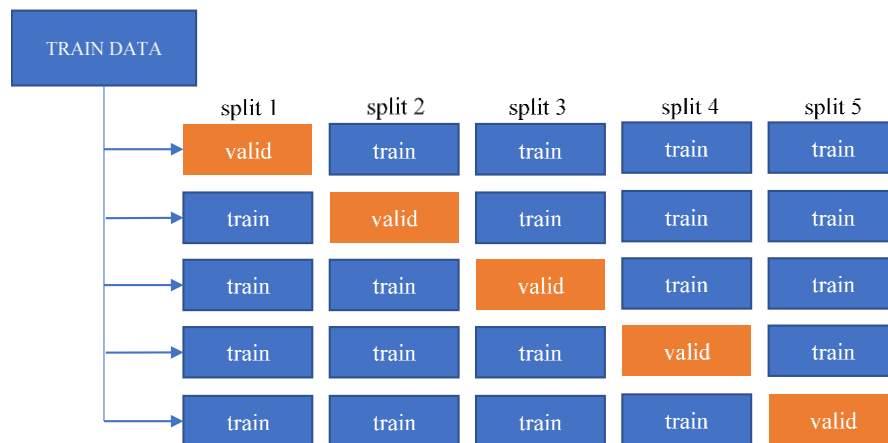 TRAIN DATA
split 1 split 2 split 3 split 4 split 5
valid train train train train
train valid train train train
train train valid train train
train train train valid train
train train train train valid